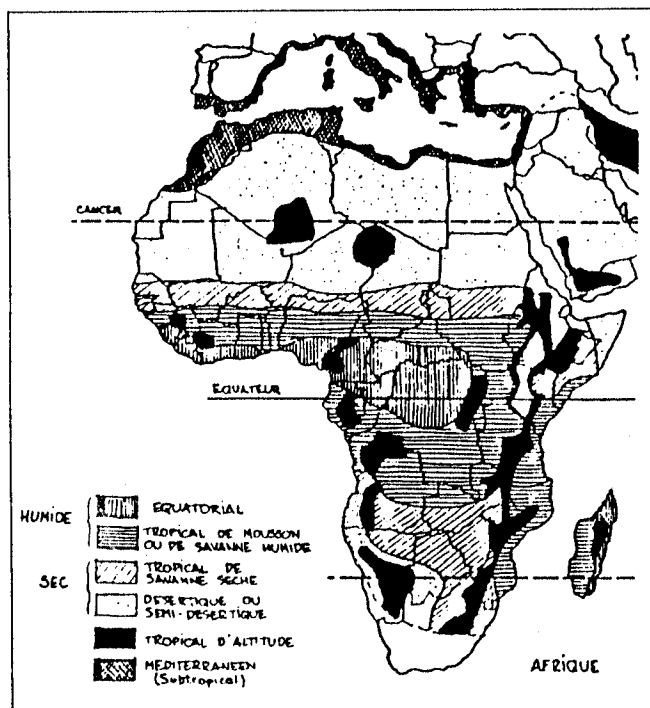 CANCER
EQUATEUR
HUMIDE
EQUATORIAL
TROPICAL DE MOUSSON
OU DE SAVANNE HUMIDE
SEC
TROPICAL DE
SAVANNE SECHE
DESERTIQUE OU
SEMI-DESERTIQUE
TROPICAL D'ALTITUDE
MEDITERRANEEN
(Subtropical)
AFRIQUE